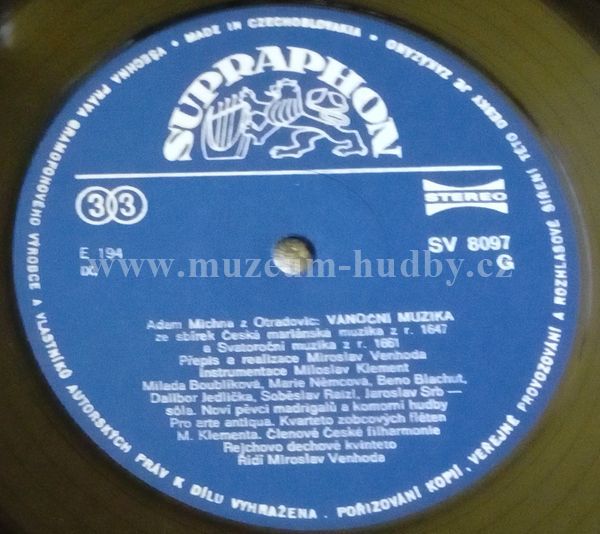 VŠECHNA PRÁVA GRAMOFONOVÉHO VÝROBCE A VLASTNÍKŮ AUTORSKÝCH PRÁV K DÍLU VYHRAŽENA . POŘIZOVÁNÍ KOPIÍ, VEŘEJNÉ PROVOZOVÁNÍ A ROZHLASOVÉ ŠÍŘENÍ TÉTO DESKY JE ZAKÁZÁNO
MADE IN CZECHOSLOVAKIA
SUPRAPHON
33
STEREO
E 194
SV 8097
G
www.muzeum-hudby.cz
Adam Michna z Otradovic: VÁNOČNÍ MUZIKA
ze sbírek Česká mariánská muzika z r. 1647
a Svatoroční muzika z r. 1661
Přepis a realizace Miroslav Venhoda
Instrumentace Miloslav Klement
Milada Boublíková, Marie Němcová, Beno Blachut,
Dalibor Jedlička, Soběslav Raizl, Jaroslav Srb —
sóla. Noví pěvci madrigalů a komorní hudby
Pro arte antiqua. Kvarteto zobcových fléten
M. Klementa. Členové České filharmonie
Rejchovo dechové kvinteto
Řídí Miroslav Venhoda